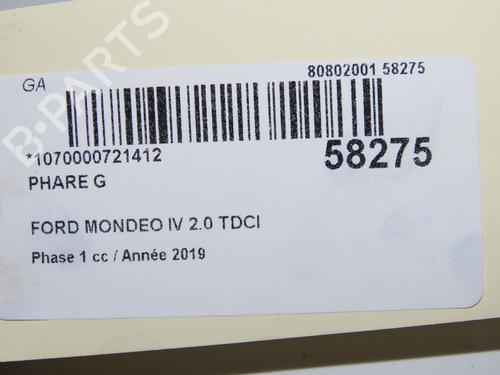 GA
80802001 58275
*1070000721412
58275
PHARE G
FORD MONDEO IV 2.0 TDCI
Phase 1 cc / Année 2019
B-PARTS